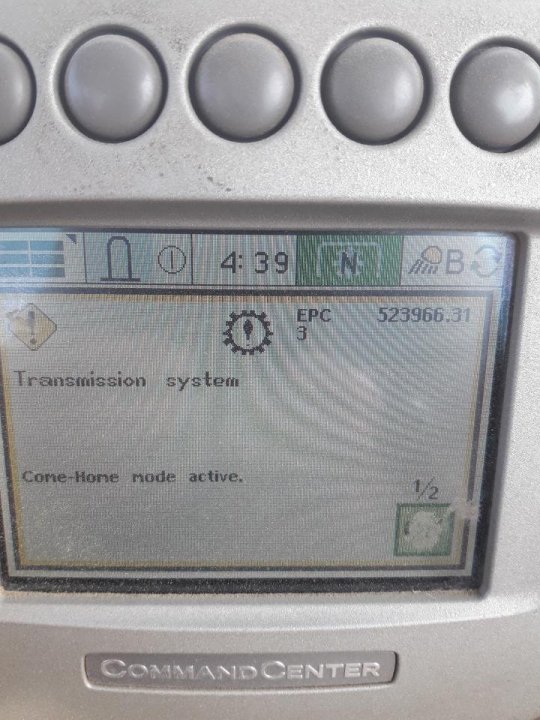 4:39 N B
EPC 523966.31
3
Transmission system
Come-Home mode active.
1/2
COMMANDCENTER